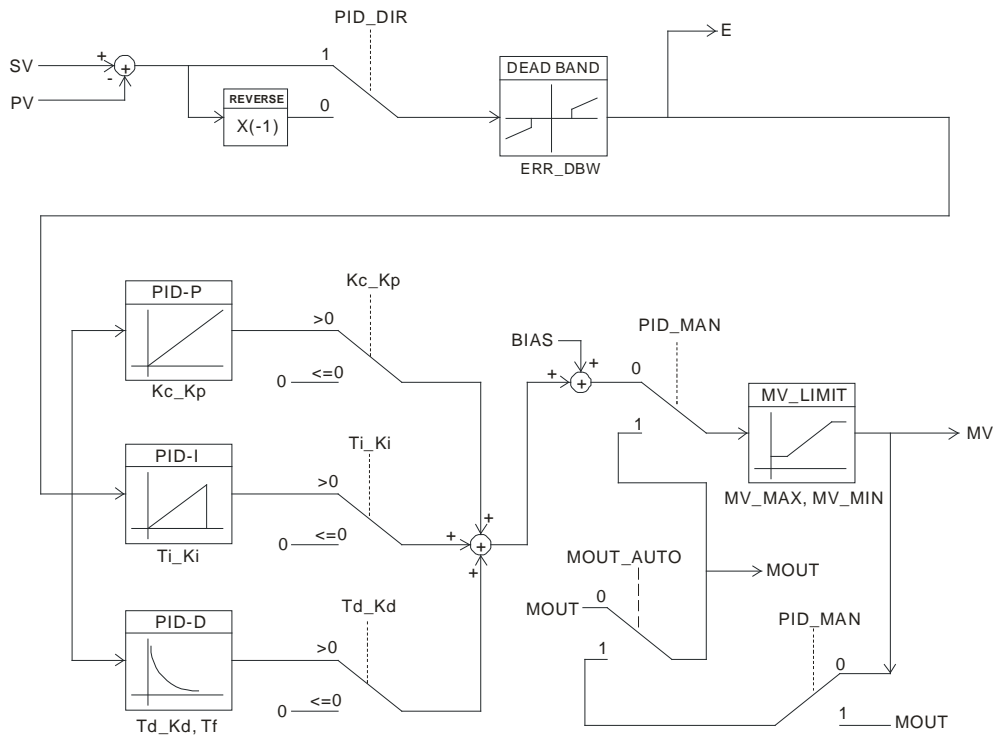 PID_DIR
E
SV
+
+
-
1
PV
REVERSE
X(-1)
0
DEAD BAND
ERR_DBW
PID-P
Kc_Kp
>0
0
<=0
Kc_Kp
BIAS
+
+
+
PID_MAN
0
1
MV_LIMIT
MV
MV_MAX, MV_MIN
PID-I
Ti_Ki
>0
0
<=0
Ti_Ki
+
+
+
+
MOUT_AUTO
MOUT
MOUT
0
1
PID_MAN
0
1
MOUT
PID-D
Td_Kd
>0
0
<=0
Td_Kd, Tf